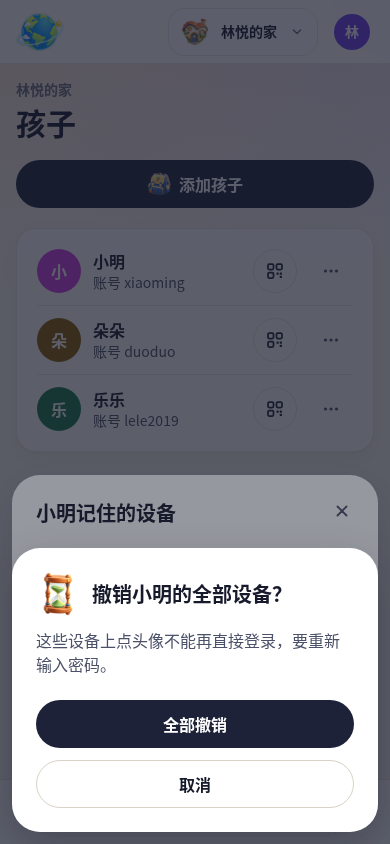 林悦的家
林
林悦的家
孩子
添加孩子
小
小明
账号 xiaoming
朵
朵朵
账号 duoduo
乐
乐乐
账号 lele2019
小明记住的设备
撤销小明的全部设备？
这些设备上点头像不能再直接登录，要重新
输入密码。
全部撤销
取消